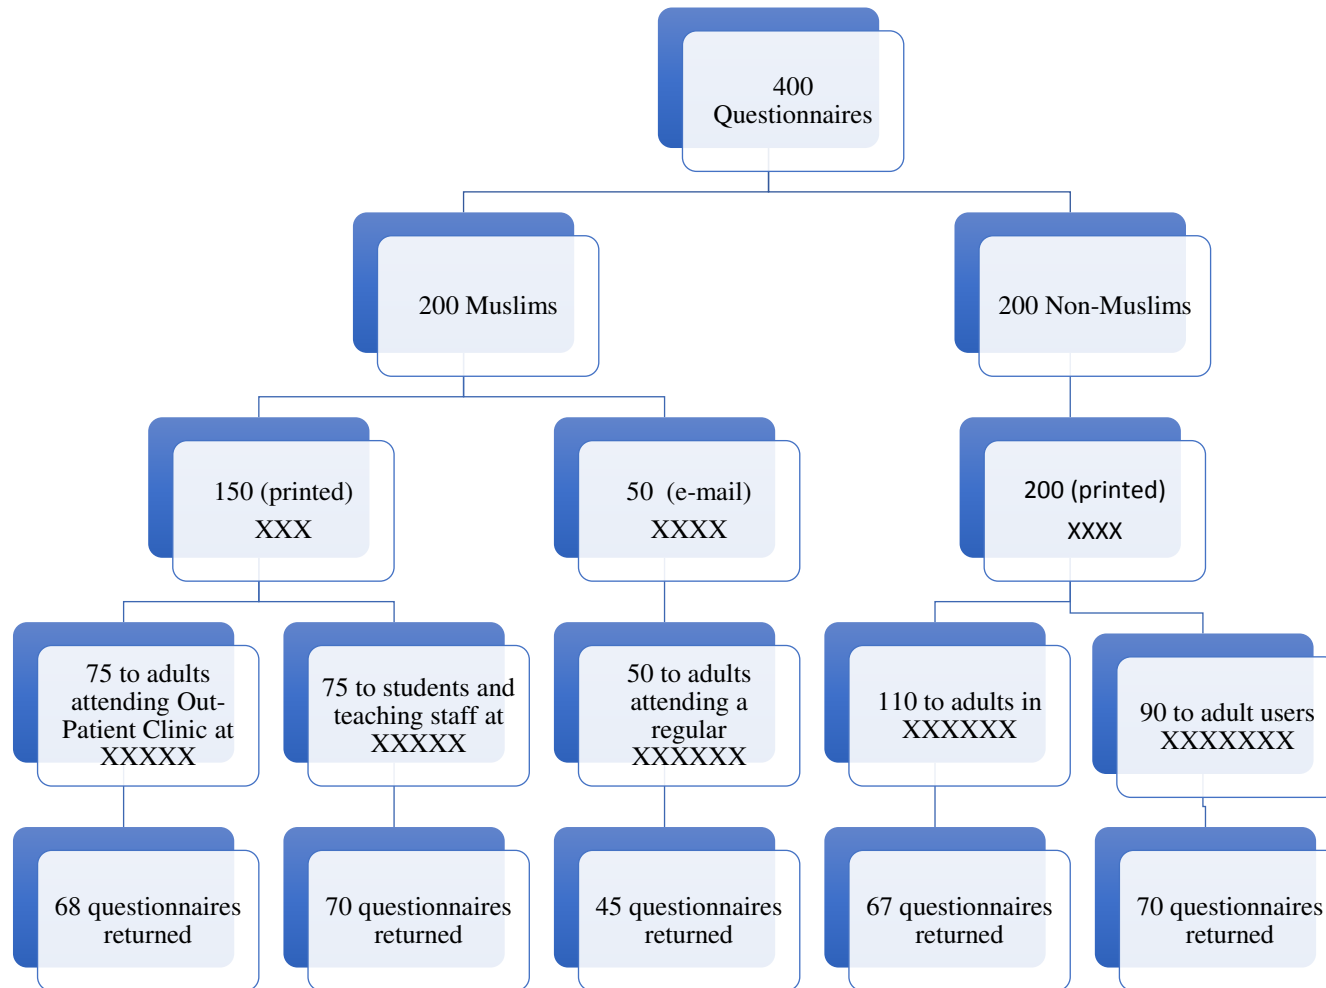 400
Questionnaires
200 Muslims
200 Non-Muslims
150 (printed)
XXX
50 (e-mail)
XXXX
200 (printed)
XXXX
75 to adults
attending Out-
Patient Clinic at
XXXXX
75 to students and
teaching staff at
XXXXX
50 to adults
attending a
regular
XXXXXX
110 to adults in
XXXXXX
90 to adult users
XXXXXXX
68 questionnaires
returned
70 questionnaires
returned
45 questionnaires
returned
67 questionnaires
returned
70 questionnaires
returned